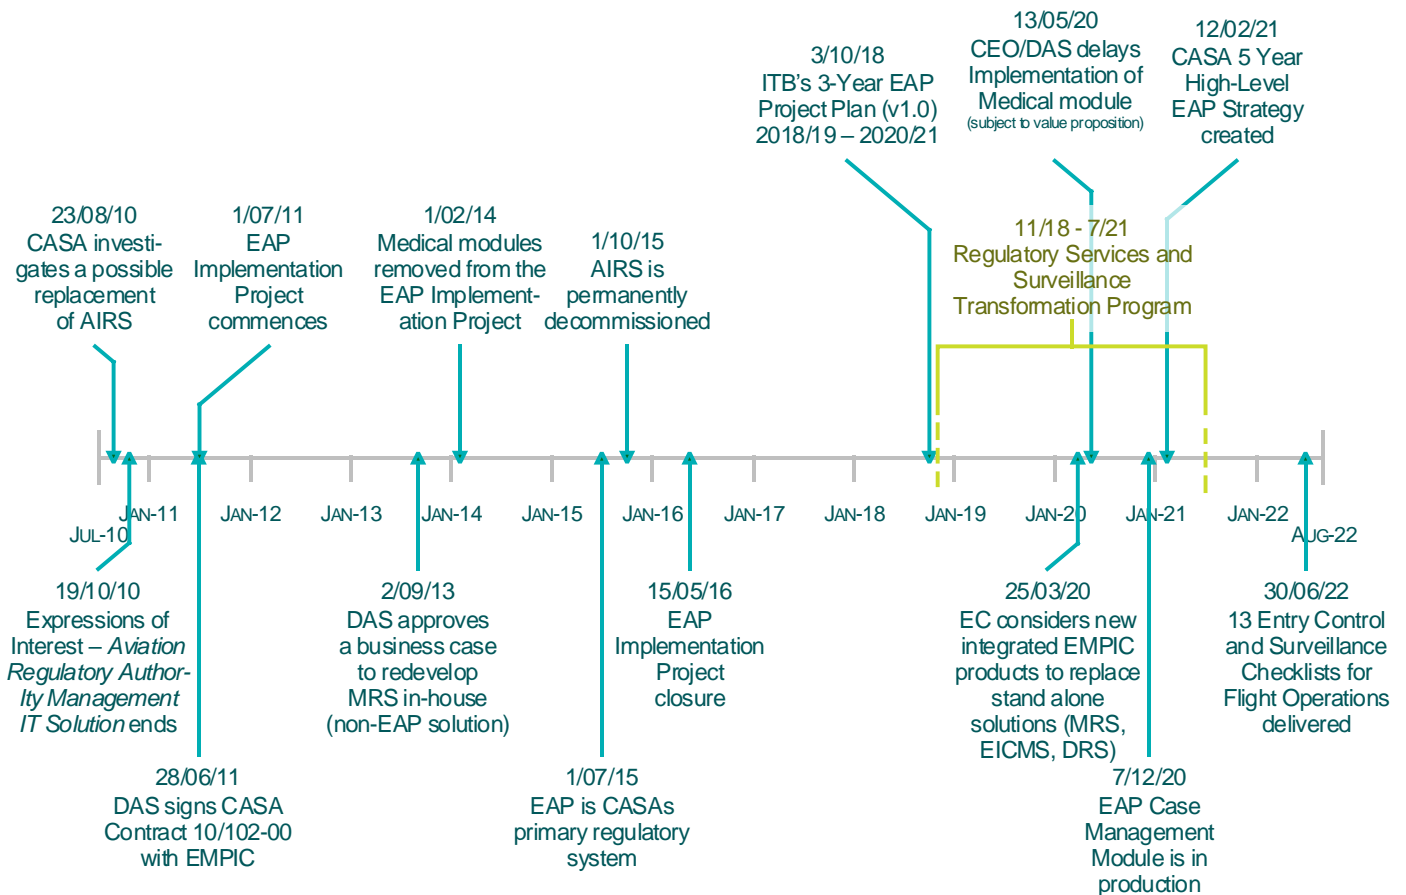 13/05/20
CEO/DAS delays
Implementation of
Medical module
(subject to value proposition)
12/02/21
CASA 5 Year
High-Level
EAP Strategy
created
3/10/18
ITB's 3-Year EAP
Project Plan (v1.0)
2018/19 – 2020/21
23/08/10
CASA investi-
gates a possible
replacement
of AIRS
1/07/11
EAP
Implementation
Project
commences
1/02/14
Medical modules
removed from the
EAP Implement-
ation Project
1/10/15
AIRS is
permanently
decommissioned
11/18 - 7/21
Regulatory Services and
Surveillance
Transformation Program
JUL-10
JAN-11
JAN-12
JAN-13
JAN-14
JAN-15
JAN-16
JAN-17
JAN-18
JAN-19
JAN-20
JAN-21
JAN-22
AUG-22
19/10/10
Expressions of
Interest – Aviation
Regulatory Author-
Ity Management
IT Solution ends
28/06/11
DAS signs CASA
Contract 10/102-00
with EMPIC
2/09/13
DAS approves
a business case
to redevelop
MRS in-house
(non-EAP solution)
1/07/15
EAP is CASAs
primary regulatory
system
15/05/16
EAP
Implementation
Project
closure
25/03/20
EC considers new
integrated EMPIC
products to replace
stand alone
solutions (MRS,
EICMS, DRS)
7/12/20
EAP Case
Management
Module is in
production
30/06/22
13 Entry Control
and Surveillance
Checklists for
Flight Operations
delivered